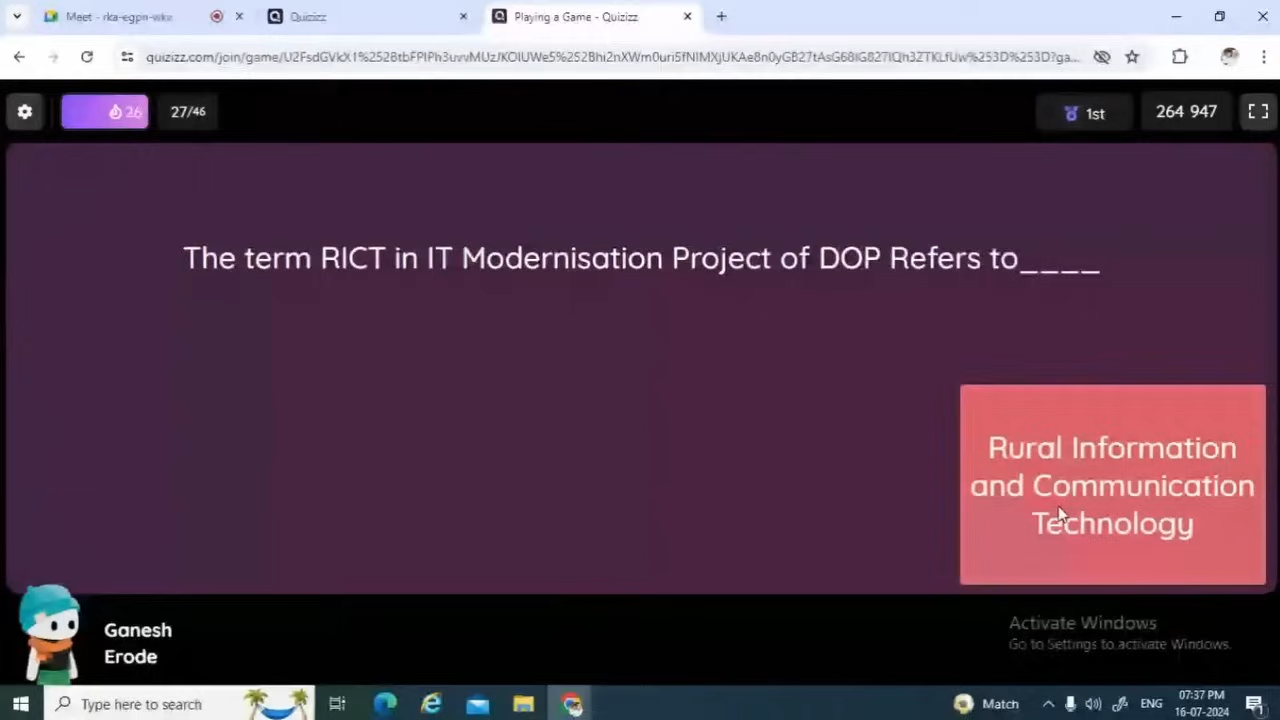 Meet - rka-egpn-wke
Quizizz
Playing a Game - Quizizz
26
27/46
1st
264 947
The term RICT in IT Modernisation Project of DOP Refers to____
Rural Information
and Communication
Technology
Ganesh
Erode
Activate Windows
Go to Settings to activate Windows.
Type here to search
Match
ENG
07:37 PM
16-07-2024